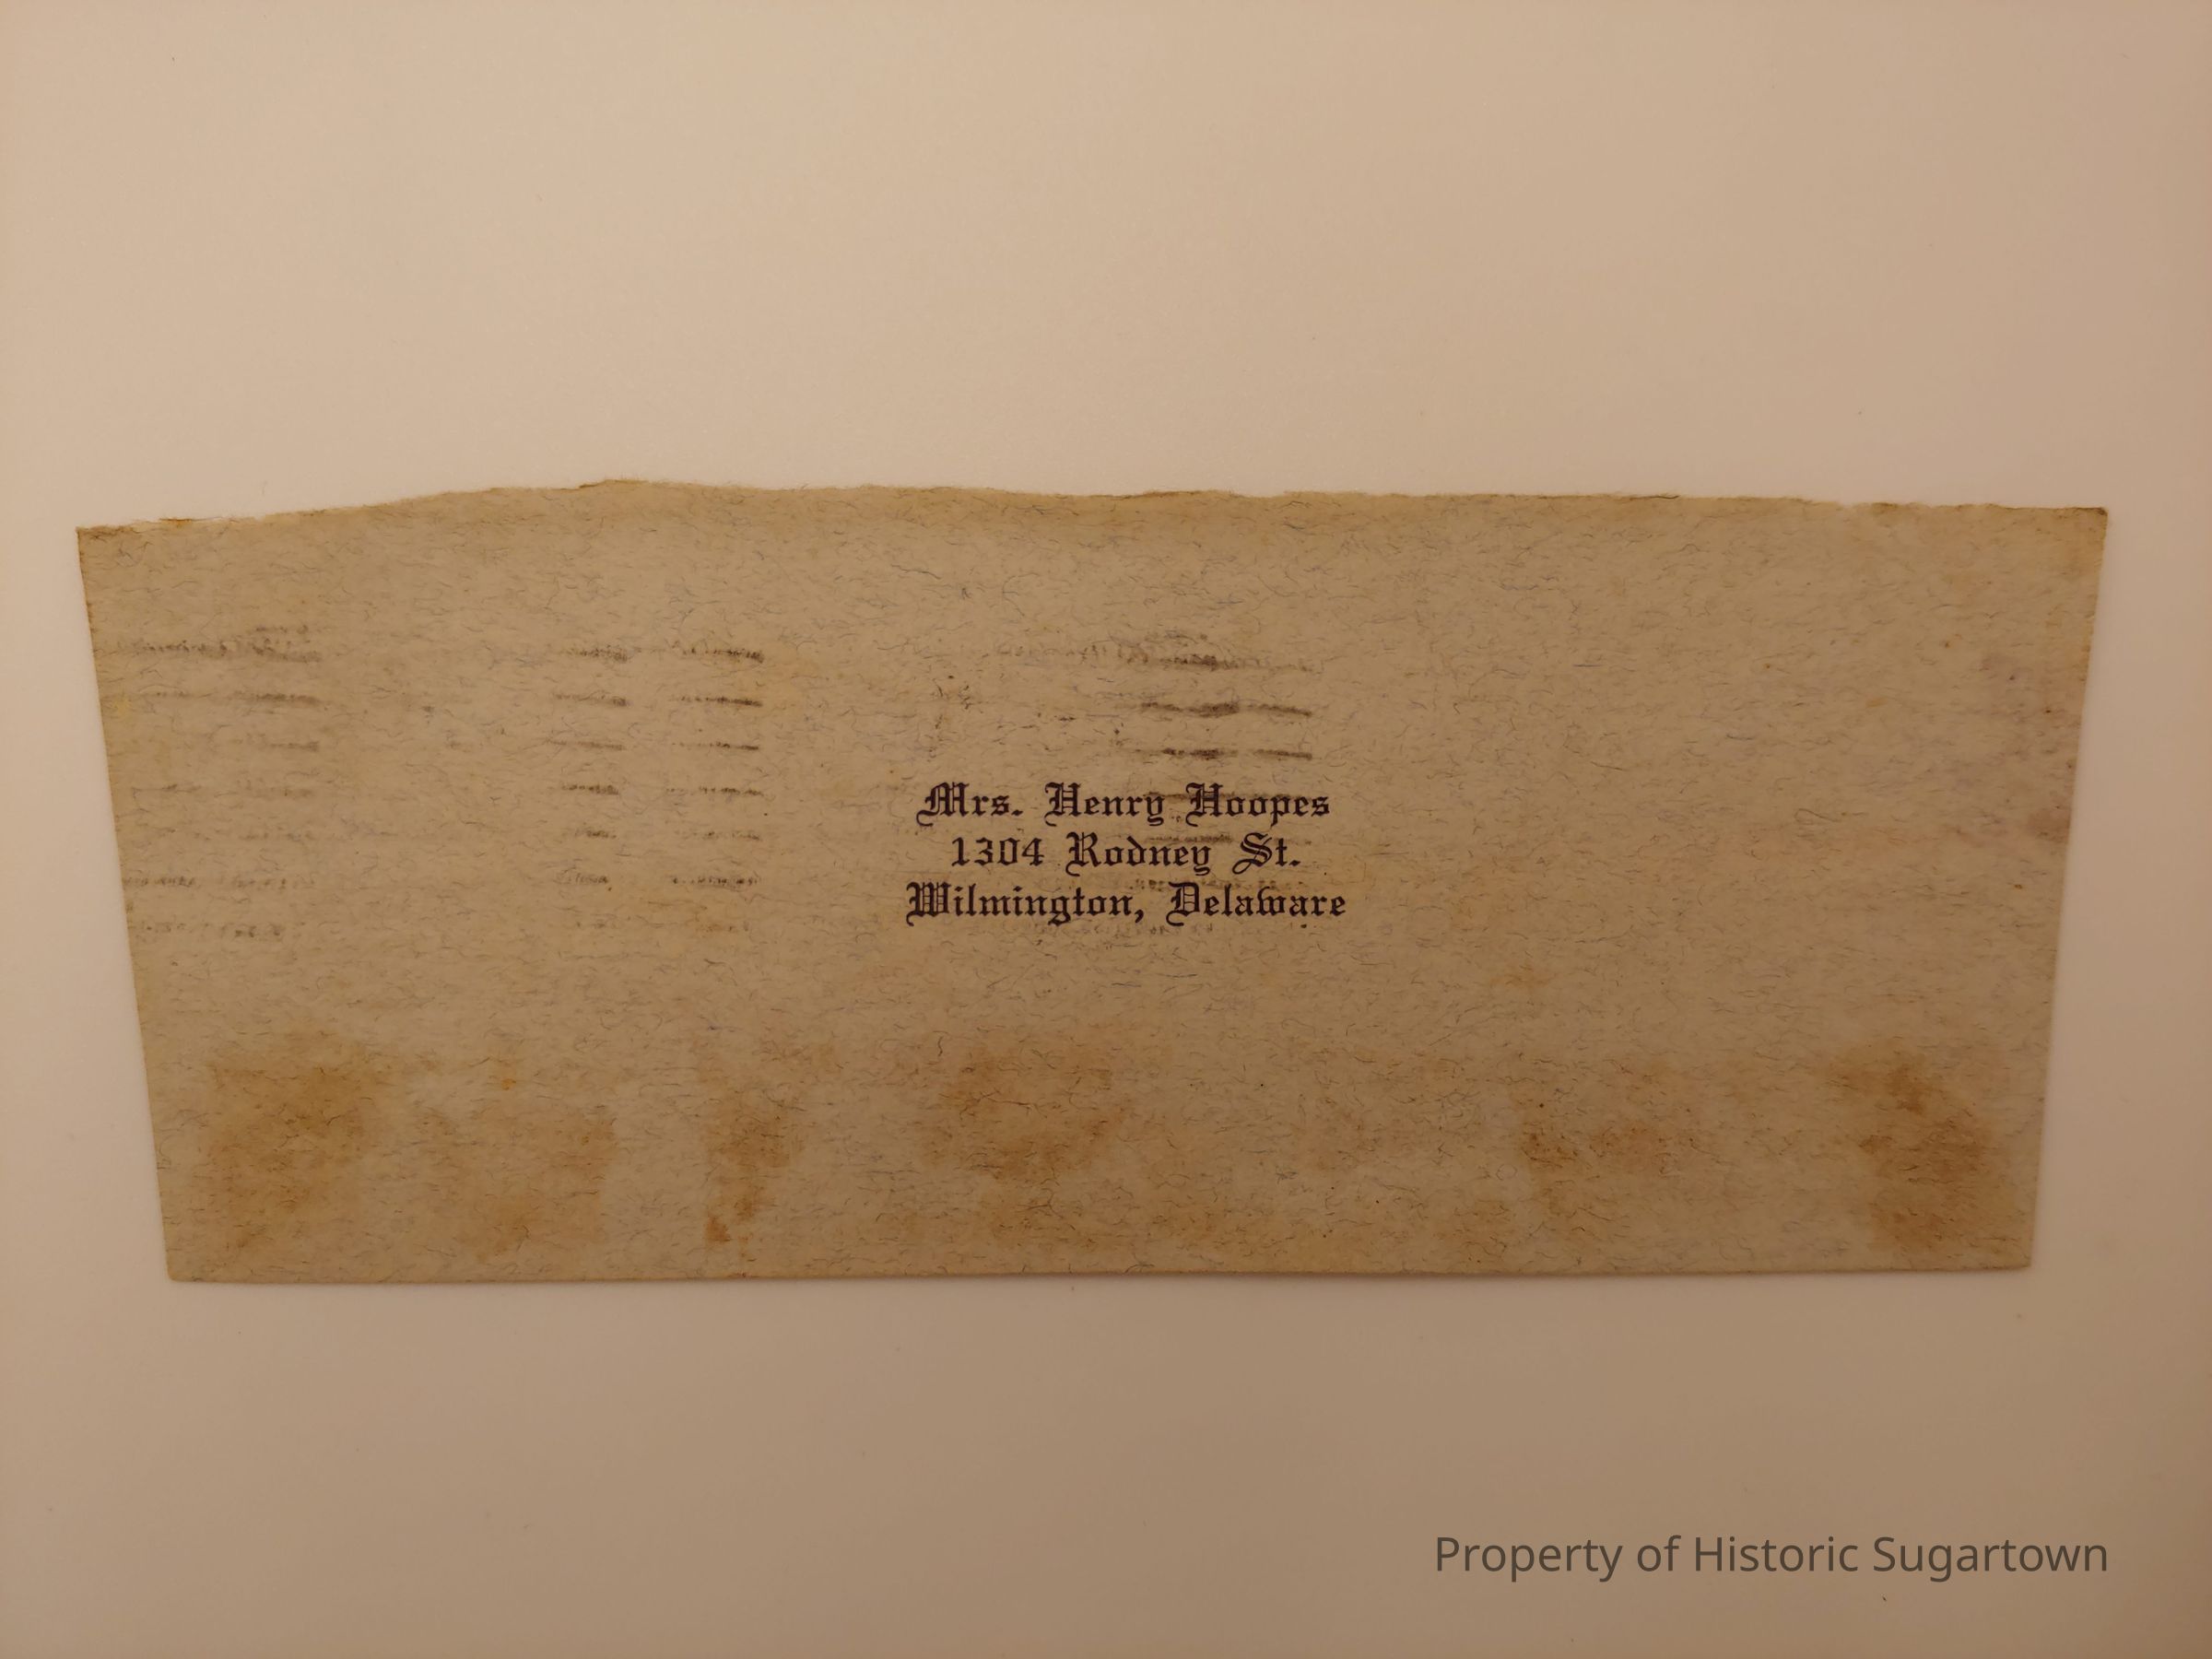 Mrs. Henry Hoopes
1304 Rodney St.
Wilmington, Delaware
Property of Historic Sugartown